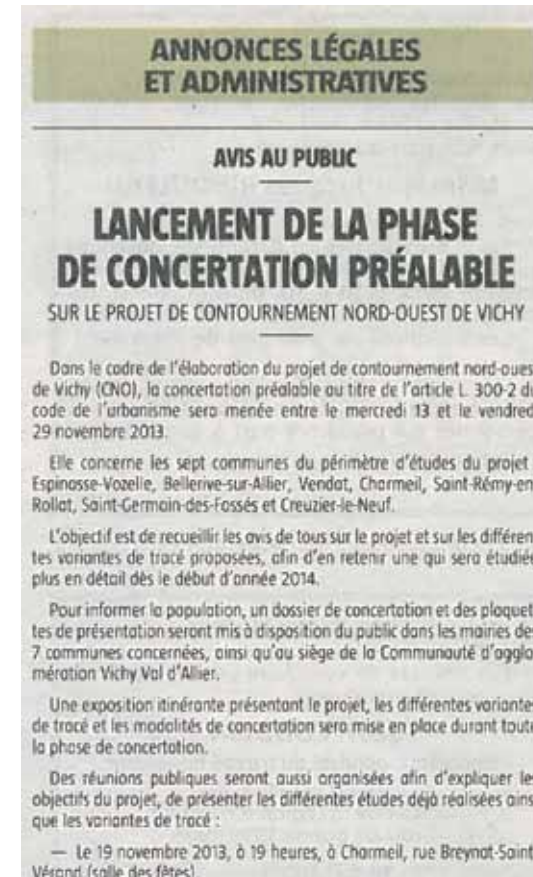 ANNONCES LÉGALES
ET ADMINISTRATIVES
AVIS AU PUBLIC
LANCEMENT DE LA PHASE
DE CONCERTATION PRÉALABLE
SUR LE PROJET DE CONTOURNEMENT NORD-OUEST DE VICHY
Dans le cadre de l'élaboration du projet de contournement nord-oues
de Vichy (CNO), la concertation préalable au titre de l'article L. 300-2 du
code de l'urbanisme sera menée entre le mercredi 13 et le vendred
29 novembre 2013.
Elle concerne les sept communes du périmètre d'études du projet
Espinasse-Vozelle, Bellerive-sur-Allier, Vendat, Charmeil, Saint-Rémy-en
Rollat, Saint-Germain-des-Fossés et Creuzier-le-Neuf.
L'objectif est de recueillir les avis de tous sur le projet et sur les différen
tes variantes de tracé proposées, afin d'en retenir une qui sera étudiée
plus en détail dès le début d'année 2014.
Pour informer la population, un dossier de concertation et des plaquet
tes de présentation seront mis à disposition du public dans les mairies de
7 communes concernées, ainsi qu'au siège de la Communauté d'agglo
mération Vichy Val d'Allier.
Une exposition itinérante présentant le projet, les différentes variante
de tracé et les modalités de concertation sera mise en place durant toute
la phase de concertation.
Des réunions publiques seront aussi organisées afin d'expliquer le
objectifs du projet, de présenter les différentes études déjà réalisées ains
que les variantes de tracé :
— Le 19 novembre 2013, à 19 heures, à Charmeil, rue Breynat-Saint
Vérand (salle des fêtes)